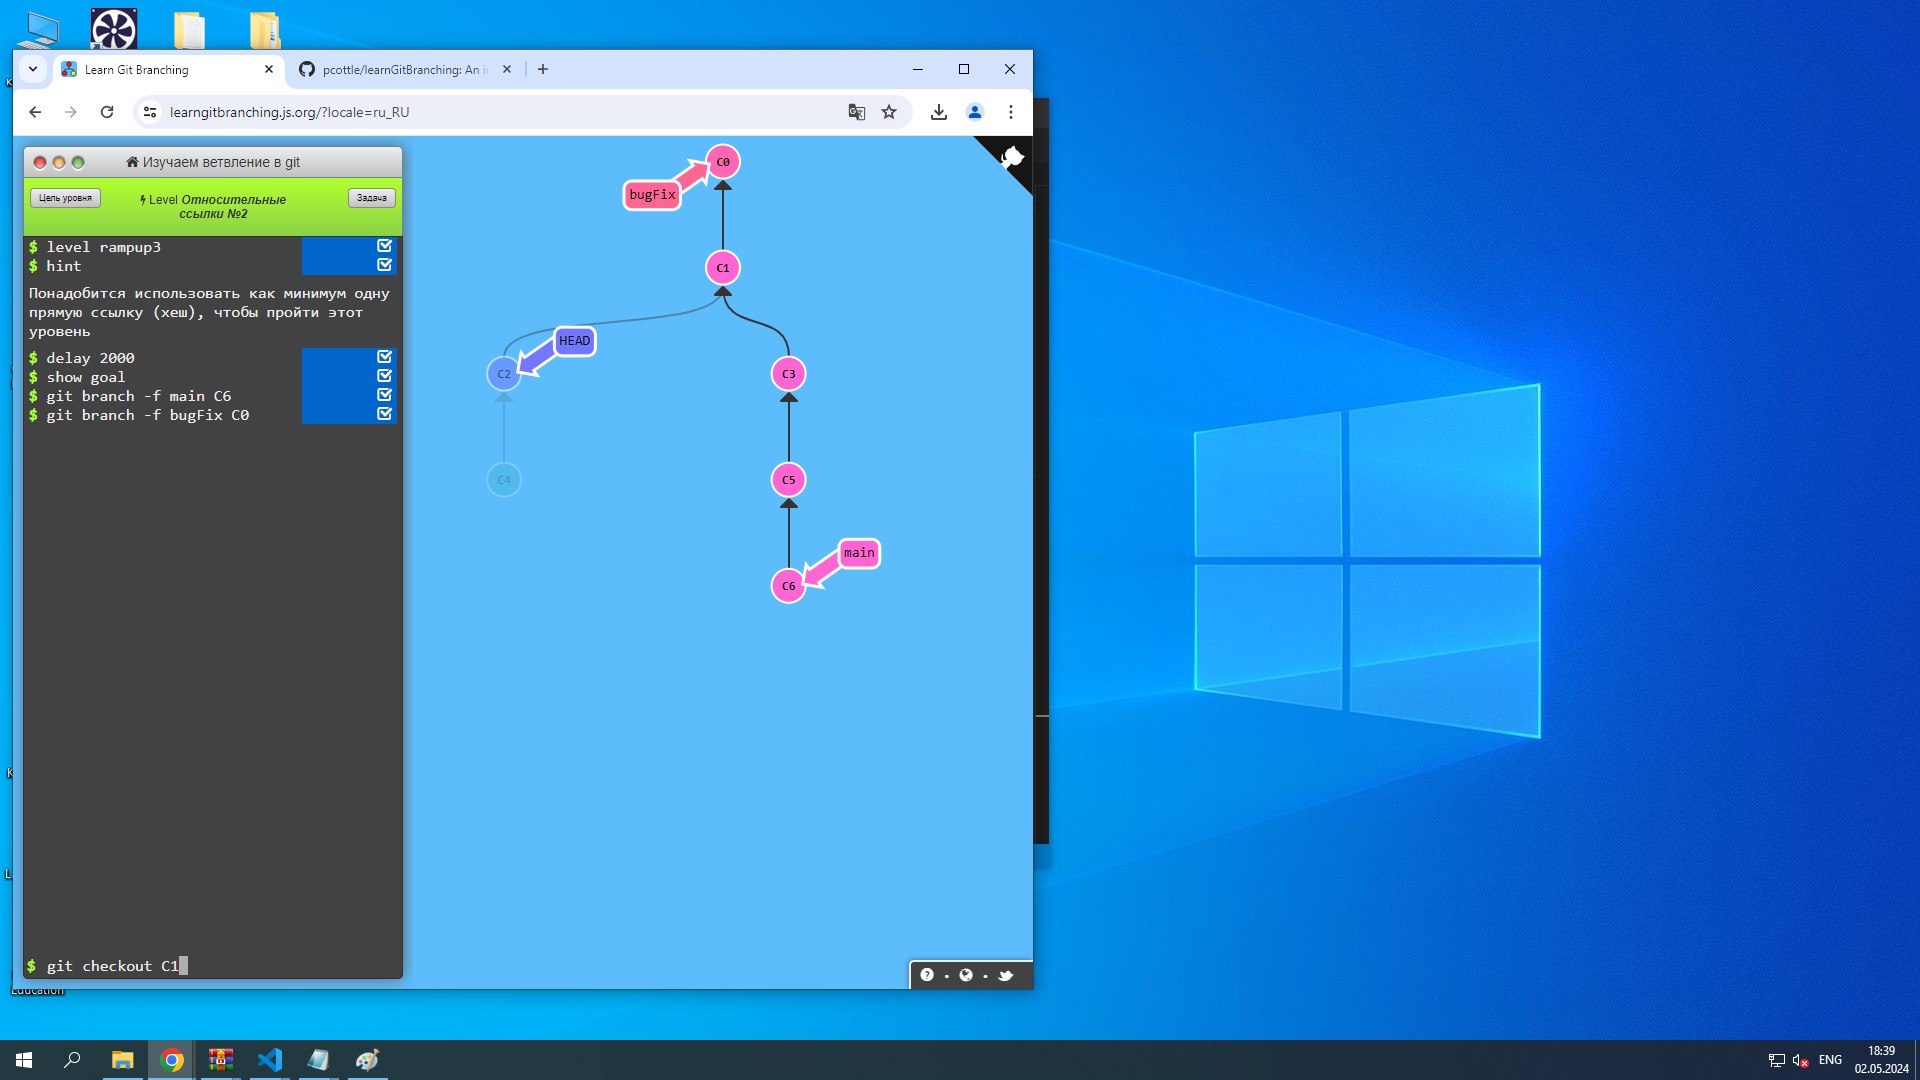 Learn Git Branching
pcottle/learnGitBranching: An in
learngitbranching.js.org/?locale=ru_RU
Изучаем ветвление в git
Цель уровня
Level Относительные
ссылки №2
Задача
$ level rampup3
$ hint
Понадобится использовать как минимум одну
прямую ссылку (хеш), чтобы пройти этот
уровень
$ delay 2000
$ show goal
$ git branch -f main C6
$ git branch -f bugFix C0
$ git checkout C1
C0
bugFix
C1
HEAD
C2
C3
C4
C5
main
C6
Education
ENG
18:39
02.05.2024